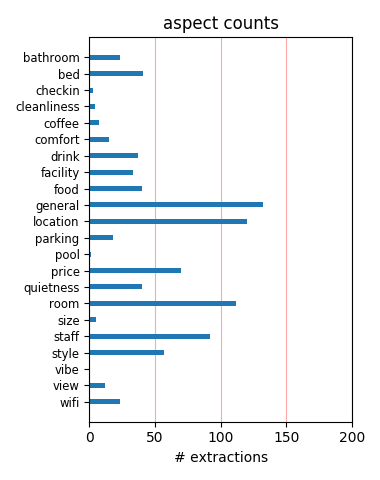 aspect counts
bathroom
bed
checkin
cleanliness
coffee
comfort
drink
facility
food
general
location
parking
pool
price
quietness
room
size
staff
style
vibe
view
wifi
0 50 100 150 200
# extractions